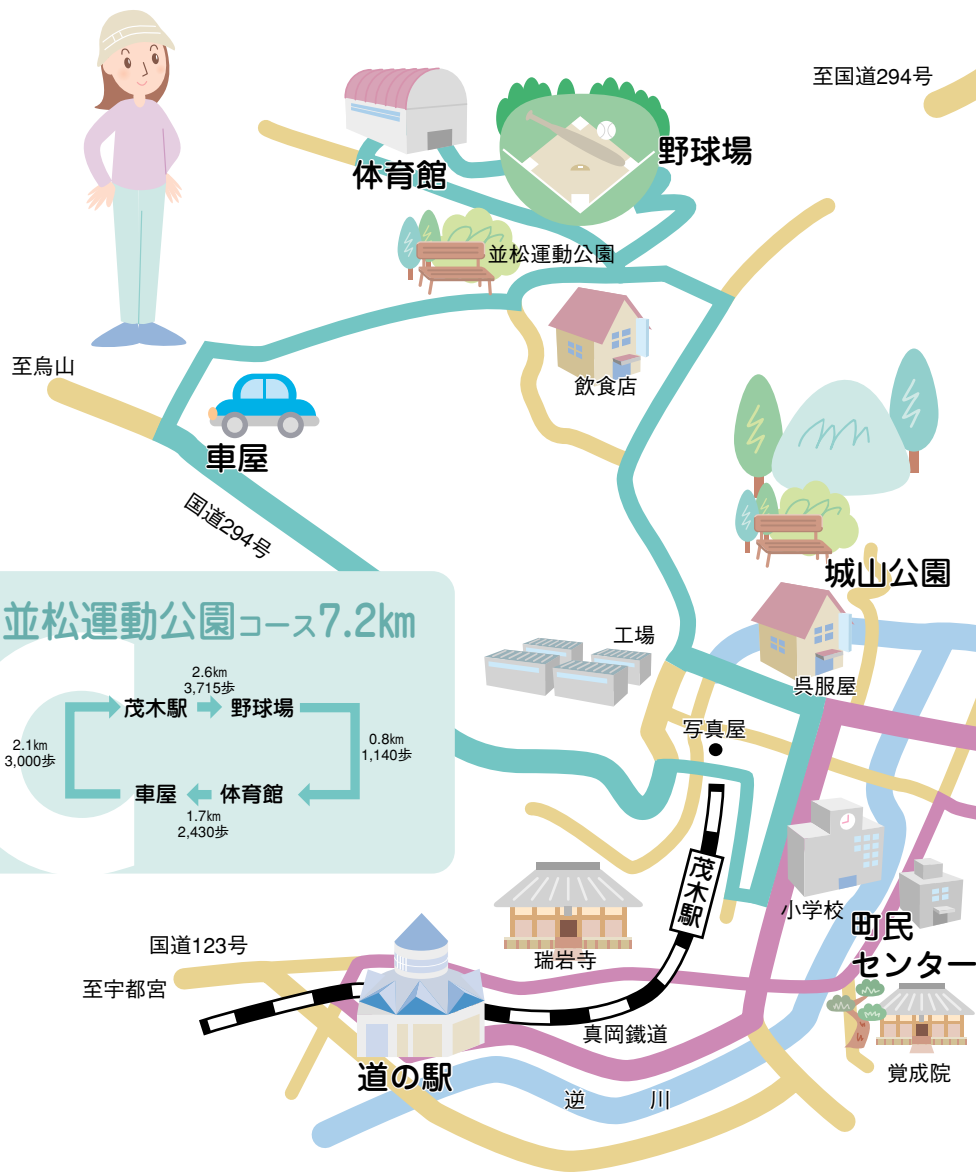 至国道294号
野球場
体育館
並松運動公園
至烏山
飲食店
車屋
国道294号
城山公園
並松運動公園コース7.2km
工場
呉服屋
2.6km
3,715歩
茂木駅
野球場
写真屋
2.1km
3,000歩
0.8km
1,140歩
車屋
体育館
1.7km
2,430歩
茂木駅
小学校
町民
センター
国道123号
瑞岩寺
至宇都宮
真岡鐵道
道の駅
覚成院
逆川